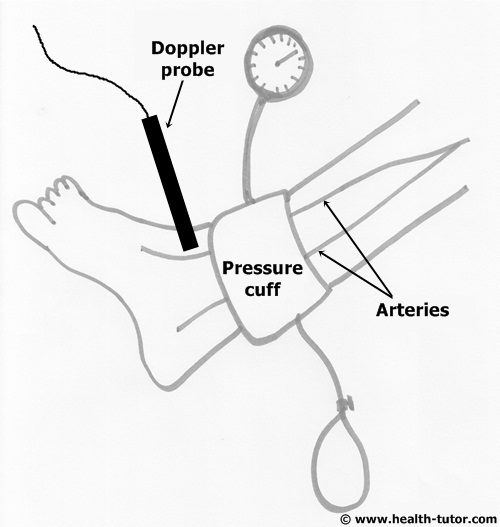 Doppler
probe
Pressure
cuff
Arteries
© www.health-tutor.com